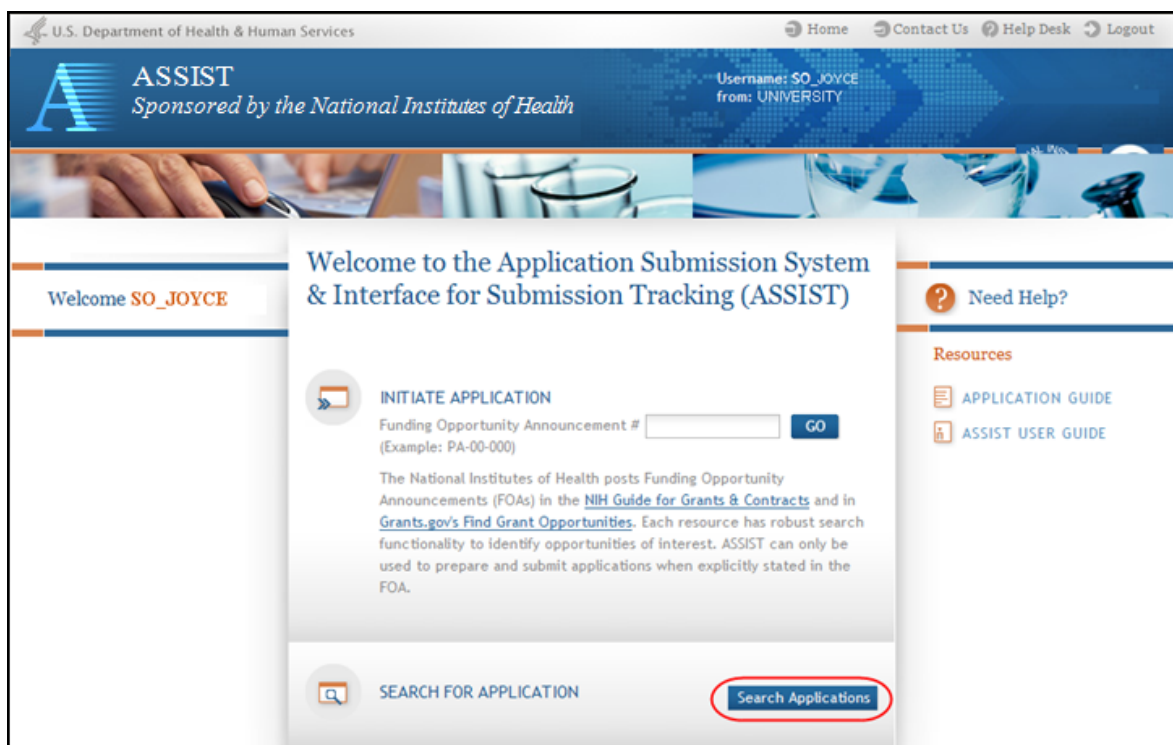 U.S. Department of Health & Human Services
Home Contact Us Help Desk Logout
ASSIST
Sponsored by the National Institutes of Health
Username: SO_JOYCE
from: UNIVERSITY
Welcome SO_JOYCE
Welcome to the Application Submission System
& Interface for Submission Tracking (ASSIST)
INITIATE APPLICATION
Funding Opportunity Announcement # GO
(Example: PA-00-000)
The National Institutes of Health posts Funding Opportunity
Announcements (FOAs) in the NIH Guide for Grants & Contracts and in
Grants.gov's Find Grant Opportunities. Each resource has robust search
functionality to identify opportunities of interest. ASSIST can only be
used to prepare and submit applications when explicitly stated in the
FOA.
SEARCH FOR APPLICATION Search Applications
Need Help?
Resources
APPLICATION GUIDE
ASSIST USER GUIDE